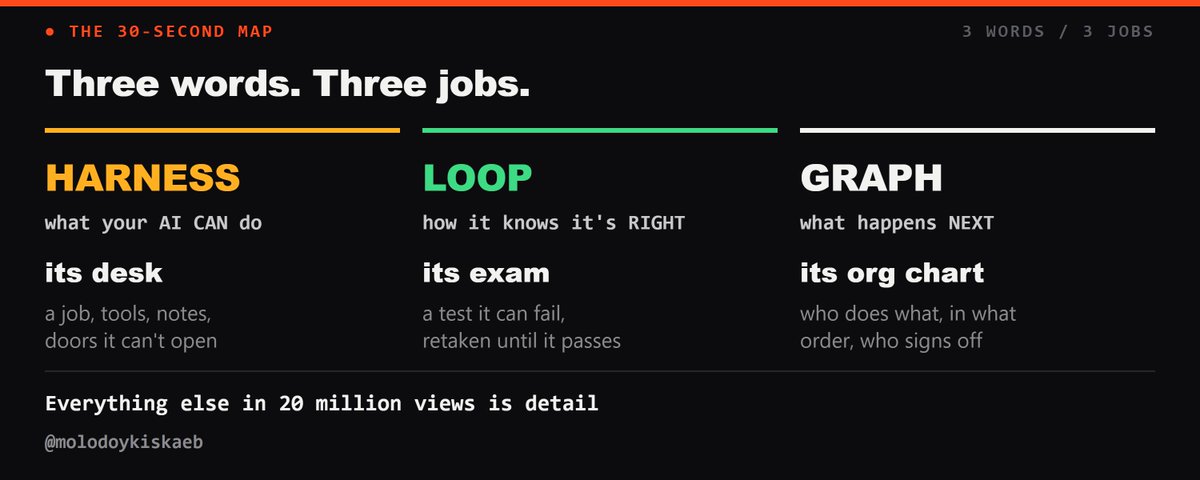 ● THE 30-SECOND MAP
3 WORDS / 3 JOBS
Three words. Three jobs.
HARNESS
what your AI CAN do
its desk
a job, tools, notes,
doors it can't open
LOOP
how it knows it's RIGHT
its exam
a test it can fail,
retaken until it passes
GRAPH
what happens NEXT
its org chart
who does what, in what
order, who signs off
Everything else in 20 million views is detail
@molodoykiskaeb